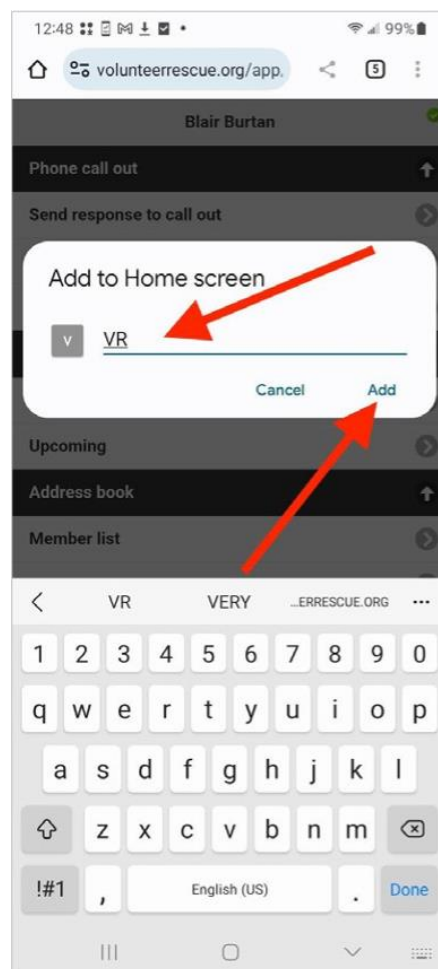 12:48 99%
volunteerrescue.org/app. 5
Blair Burtan
Phone call out
Send response to call out
Add to Home screen
V VR
Cancel Add
Upcoming
Address book
Member list
VR VERY ...ERRESCUE.ORG ...
1 2 3 4 5 6 7 8 9 0
q w e r t y u i o p
a s d f g h j k l
z x c v b n m
!#1 , English (US) . Done